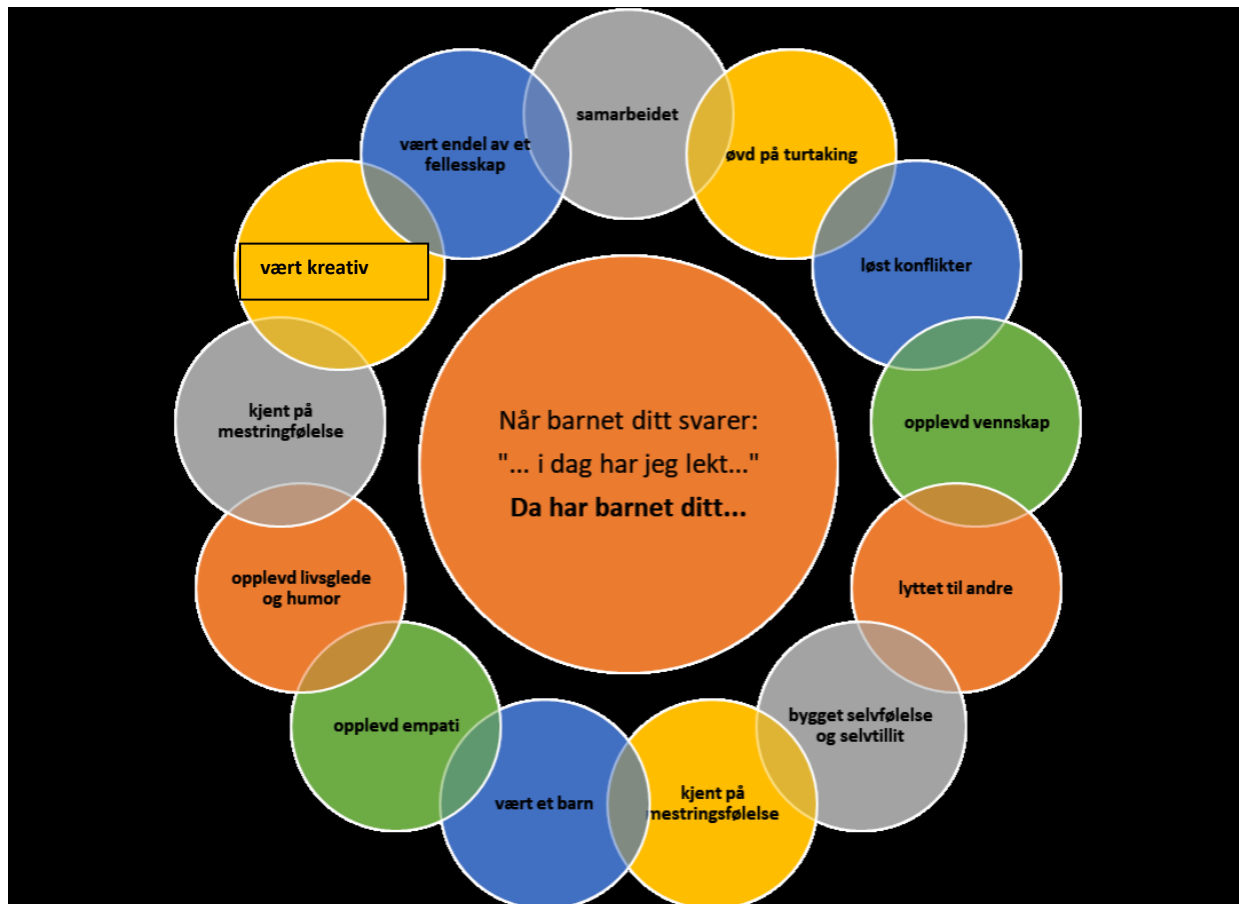 samarbeidet
øvd på turtaking
løst konflikter
opplevd vennskap
lyttet til andre
bygget selvfølelse
og selvtillit
kjent på
mestringsfølelse
vært et barn
opplevd empati
opplevd livsglede
og humor
kjent på
mestringfølelse
vært kreativ
vært endel av et
fellesskap
Når barnet ditt svarer:
"... i dag har jeg lekt..."
Da har barnet ditt...